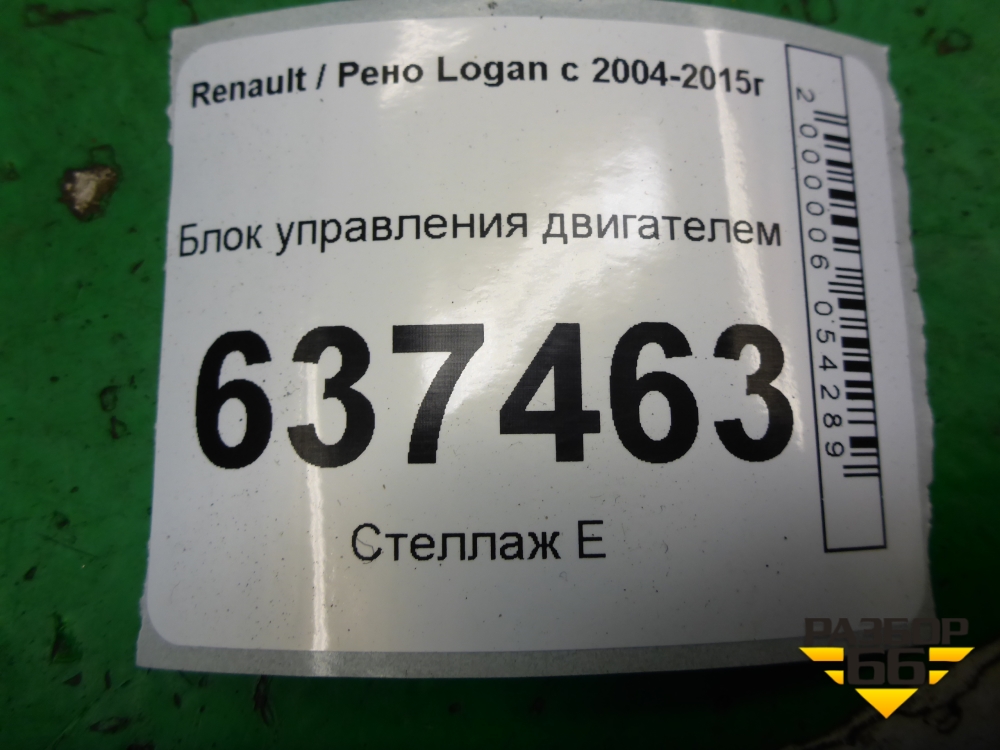 Renault / Рено Logan с 2004-2015г
Блок управления двигателем
637463
Стеллаж Е
2000006054289
РАЗБОР
66